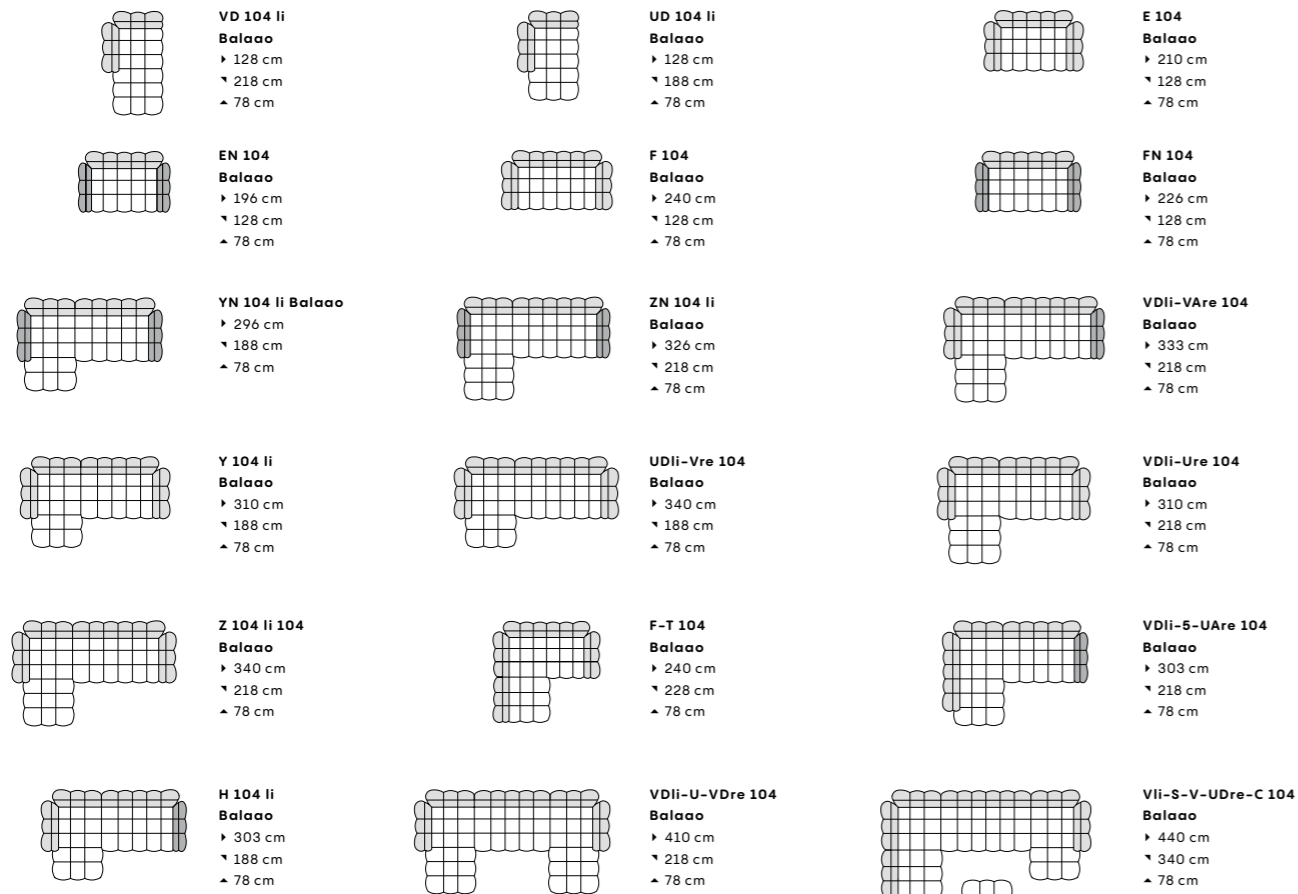 VD 104 li
Balaao
128 cm
218 cm
78 cm
UD 104 li
Balaao
128 cm
188 cm
78 cm
E 104
Balaao
210 cm
128 cm
78 cm
EN 104
Balaao
196 cm
128 cm
78 cm
F 104
Balaao
240 cm
128 cm
78 cm
FN 104
Balaao
226 cm
128 cm
78 cm
YN 104 li Balaao
296 cm
188 cm
78 cm
ZN 104 li
Balaao
326 cm
218 cm
78 cm
VDli-VAre 104
Balaao
333 cm
218 cm
78 cm
Y 104 li
Balaao
310 cm
188 cm
78 cm
UDli-Vre 104
Balaao
340 cm
188 cm
78 cm
VDli-Ure 104
Balaao
310 cm
218 cm
78 cm
Z 104 li 104
Balaao
340 cm
218 cm
78 cm
F-T 104
Balaao
240 cm
228 cm
78 cm
VDli-5-UAre 104
Balaao
303 cm
218 cm
78 cm
H 104 li
Balaao
303 cm
188 cm
78 cm
VDli-U-VDre 104
Balaao
410 cm
218 cm
78 cm
Vli-S-V-UDre-C 104
Balaao
440 cm
340 cm
78 cm